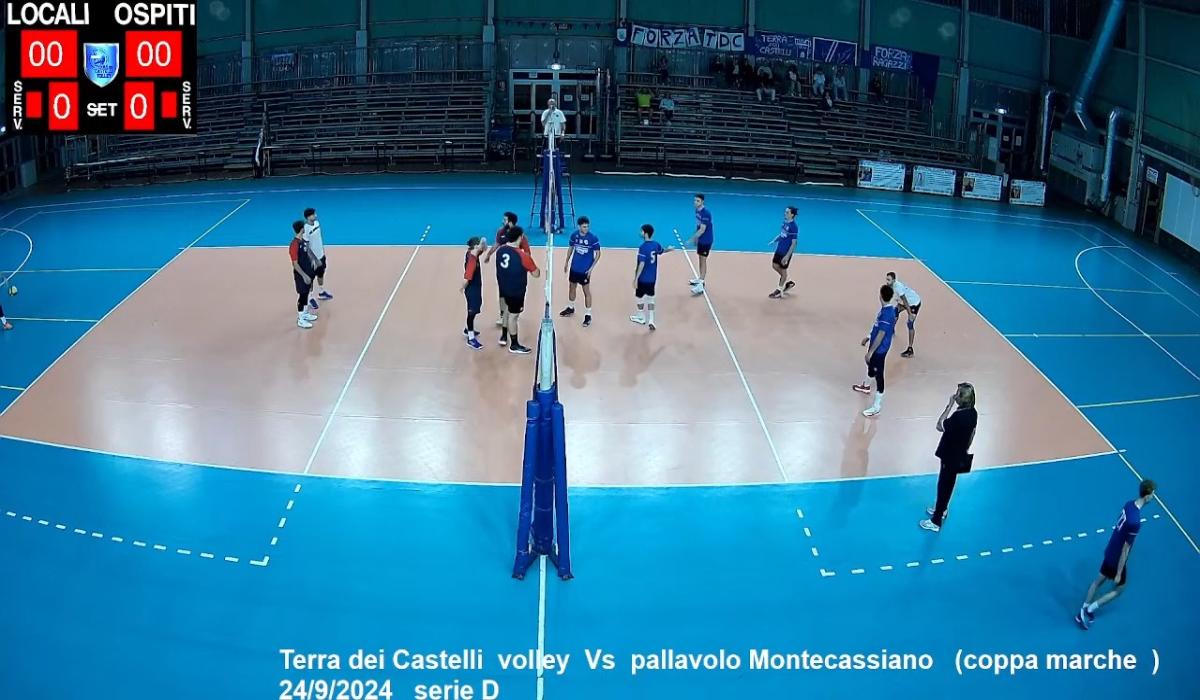 LOCALI OSPITI
00 00
SERV. 0 SET 0 SERV.
FORZA TDC
TERRA
CASTELLI
FORZA
RAGAZZI
3
5
Terra dei Castelli volley Vs pallavolo Montecassiano (coppa marche )
24/9/2024 serie D